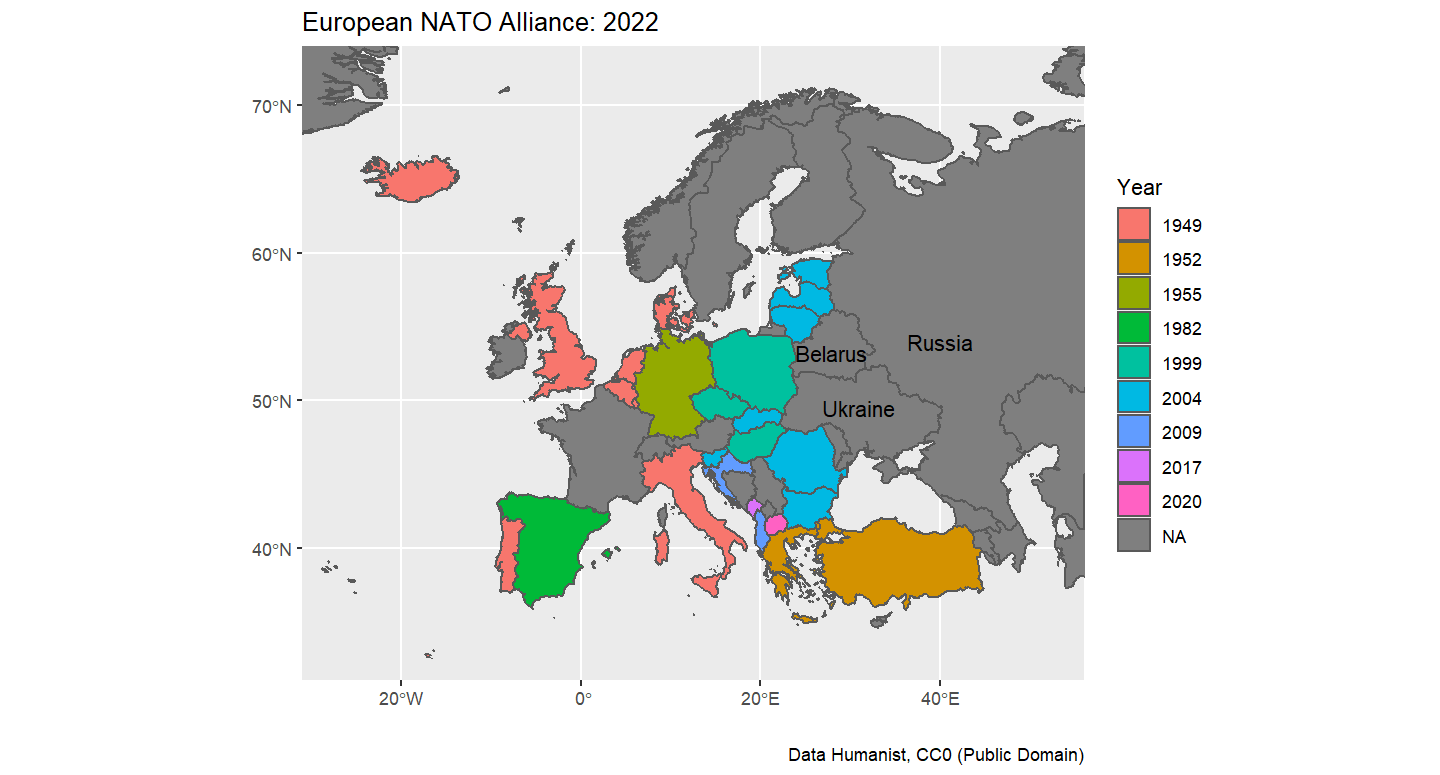 European NATO Alliance: 2022
70°N
60°N
50°N
40°N
20°W
0°
20°E
40°E
Belarus
Russia
Ukraine
Year
1949
1952
1955
1982
1999
2004
2009
2017
2020
NA
Data Humanist, CC0 (Public Domain)